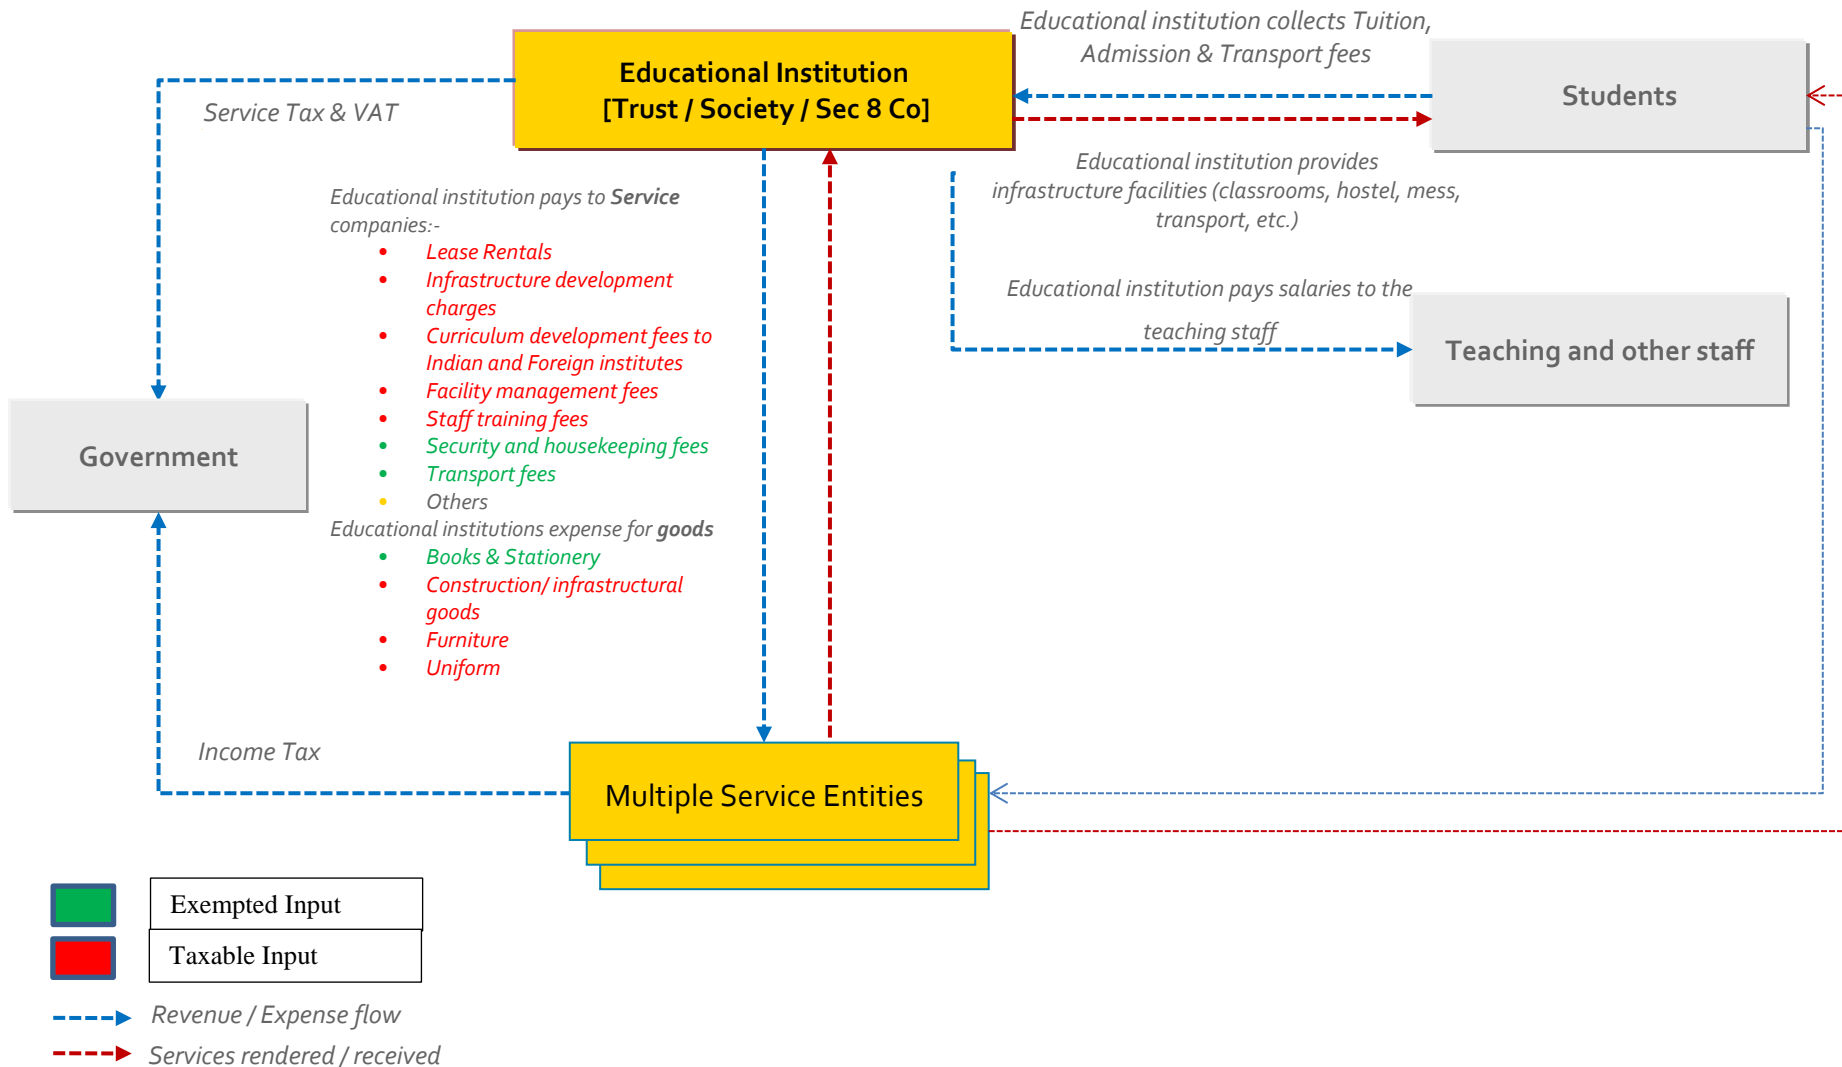 Educational institution collects Tuition,
Admission & Transport fees
Educational Institution
[Trust / Society / Sec 8 Co]
Students
Service Tax & VAT
Educational institution provides
infrastructure facilities (classrooms, hostel, mess,
transport, etc.)
Educational institution pays to Service
companies:-
• Lease Rentals
• Infrastructure development
charges
• Curriculum development fees to
Indian and Foreign institutes
• Facility management fees
• Staff training fees
• Security and housekeeping fees
• Transport fees
• Others
Educational institutions expense for goods
• Books & Stationery
• Construction/ infrastructural
goods
• Furniture
• Uniform
Educational institution pays salaries to the
teaching staff
Teaching and other staff
Government
Income Tax
Multiple Service Entities
Exempted Input
Taxable Input
Revenue / Expense flow
Services rendered / received